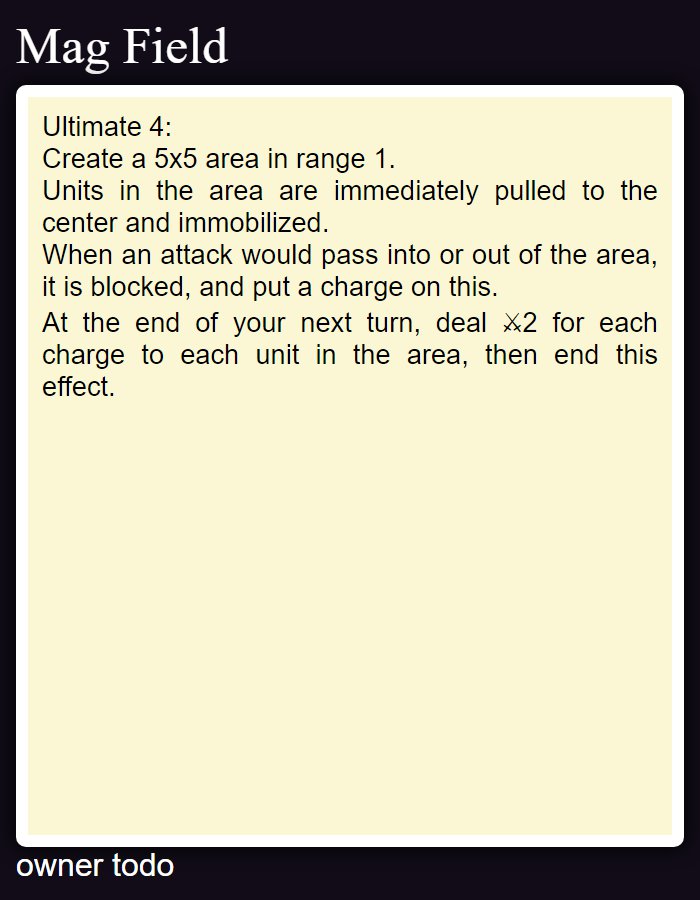 Mag Field
Ultimate 4:
Create a 5x5 area in range 1.
Units in the area are immediately pulled to the
center and immobilized.
When an attack would pass into or out of the area,
it is blocked, and put a charge on this.
At the end of your next turn, deal ⚔2 for each
charge to each unit in the area, then end this
effect.
owner todo